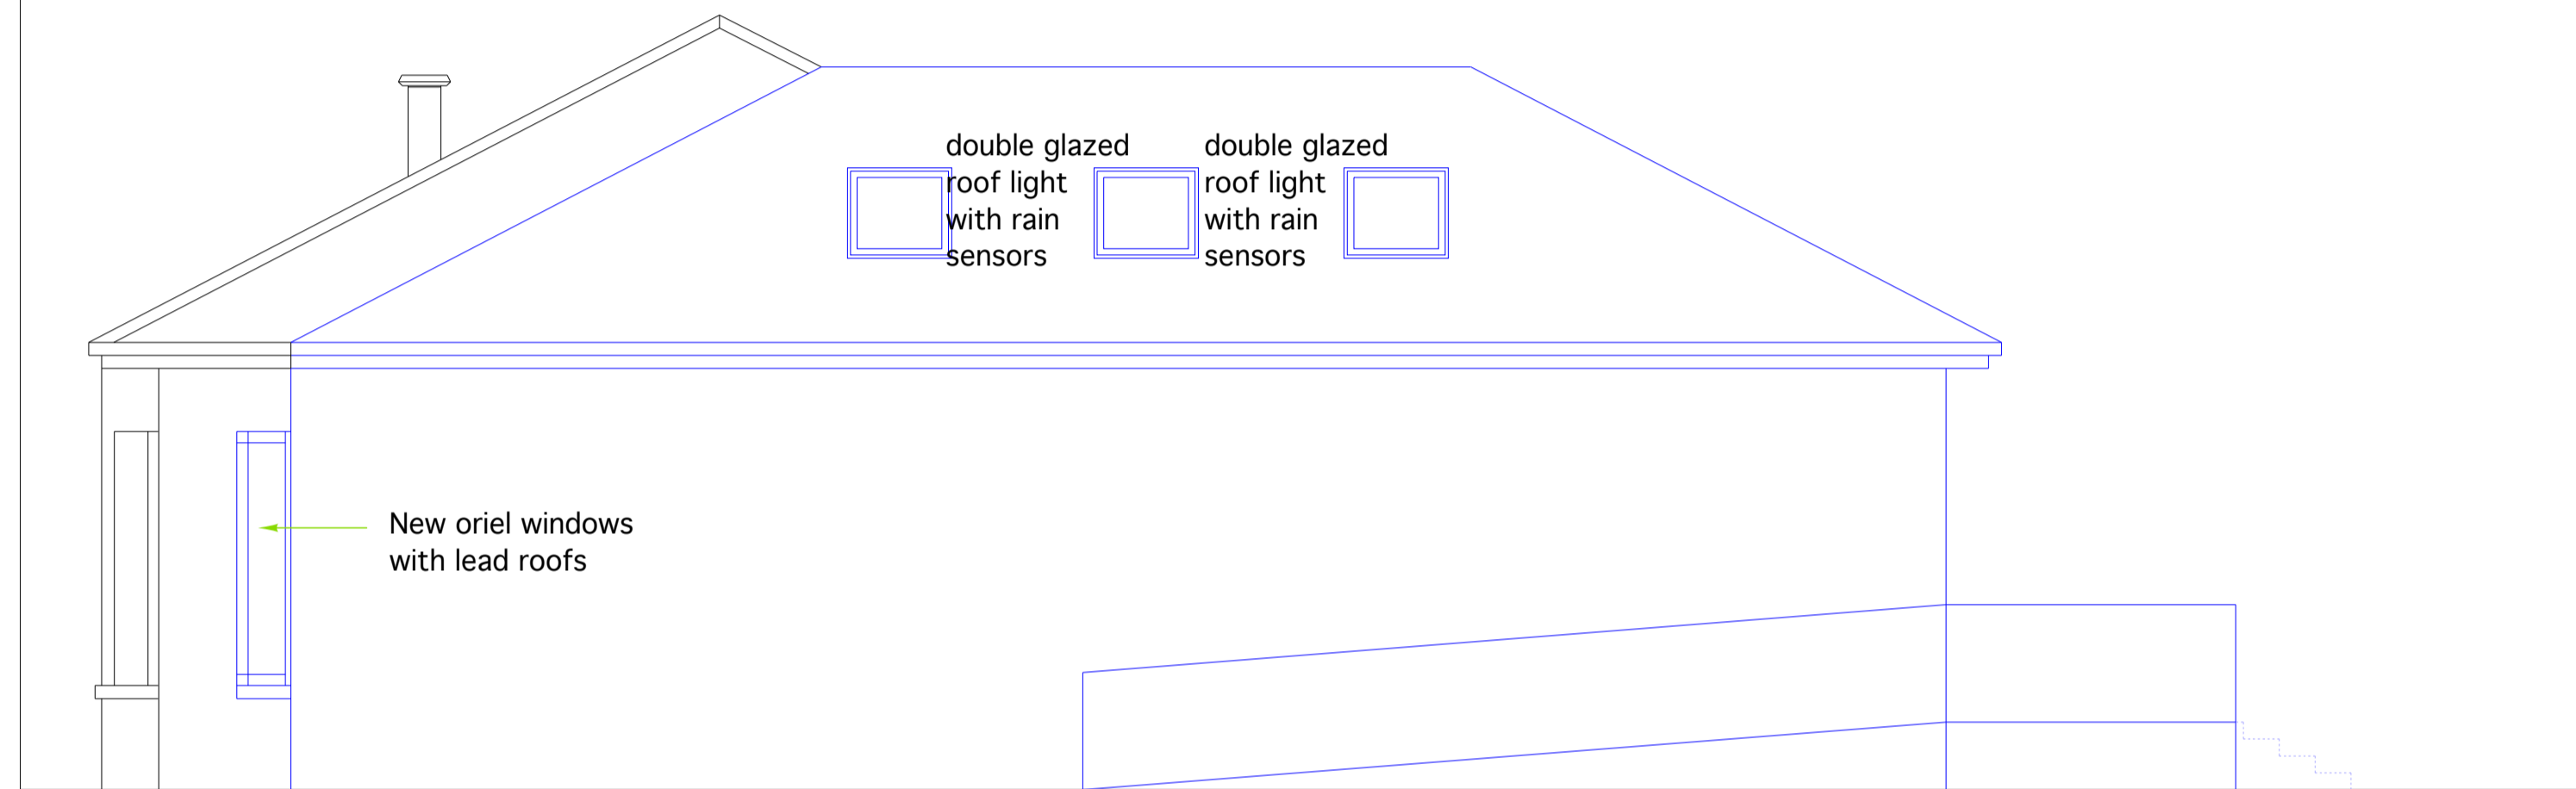 double glazed
roof light
with rain
sensors
double glazed
roof light
with rain
sensors
New oriel windows
with lead roofs